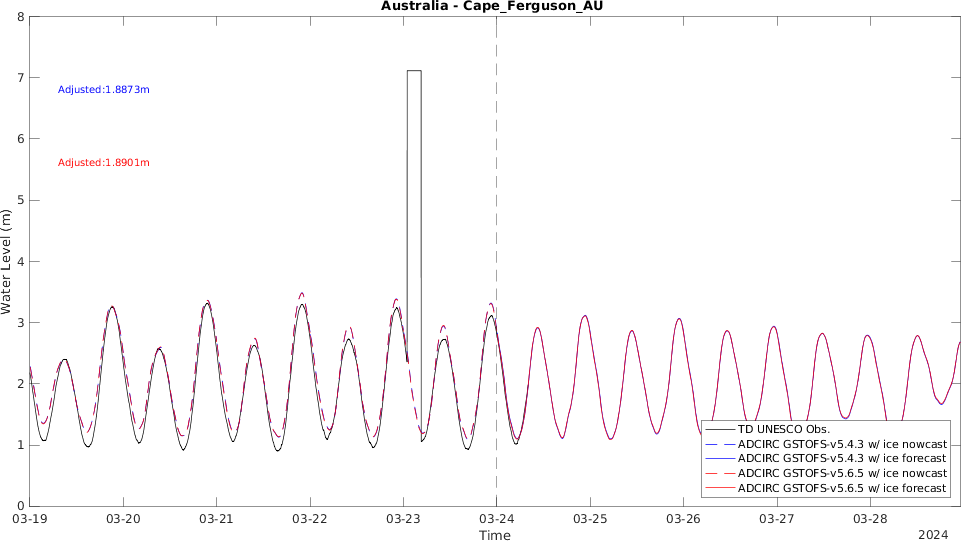 Australia - Cape_Ferguson_AU
8
7
6
5
4
3
2
1
0
Water Level (m)
Adjusted:1.8873m
Adjusted:1.8901m
TD UNESCO Obs.
ADCIRC GSTOFS-v5.4.3 w/ ice nowcast
ADCIRC GSTOFS-v5.4.3 w/ ice forecast
ADCIRC GSTOFS-v5.6.5 w/ ice nowcast
ADCIRC GSTOFS-v5.6.5 w/ ice forecast
03-19 03-20 03-21 03-22 03-23 03-24 03-25 03-26 03-27 03-28
Time
2024